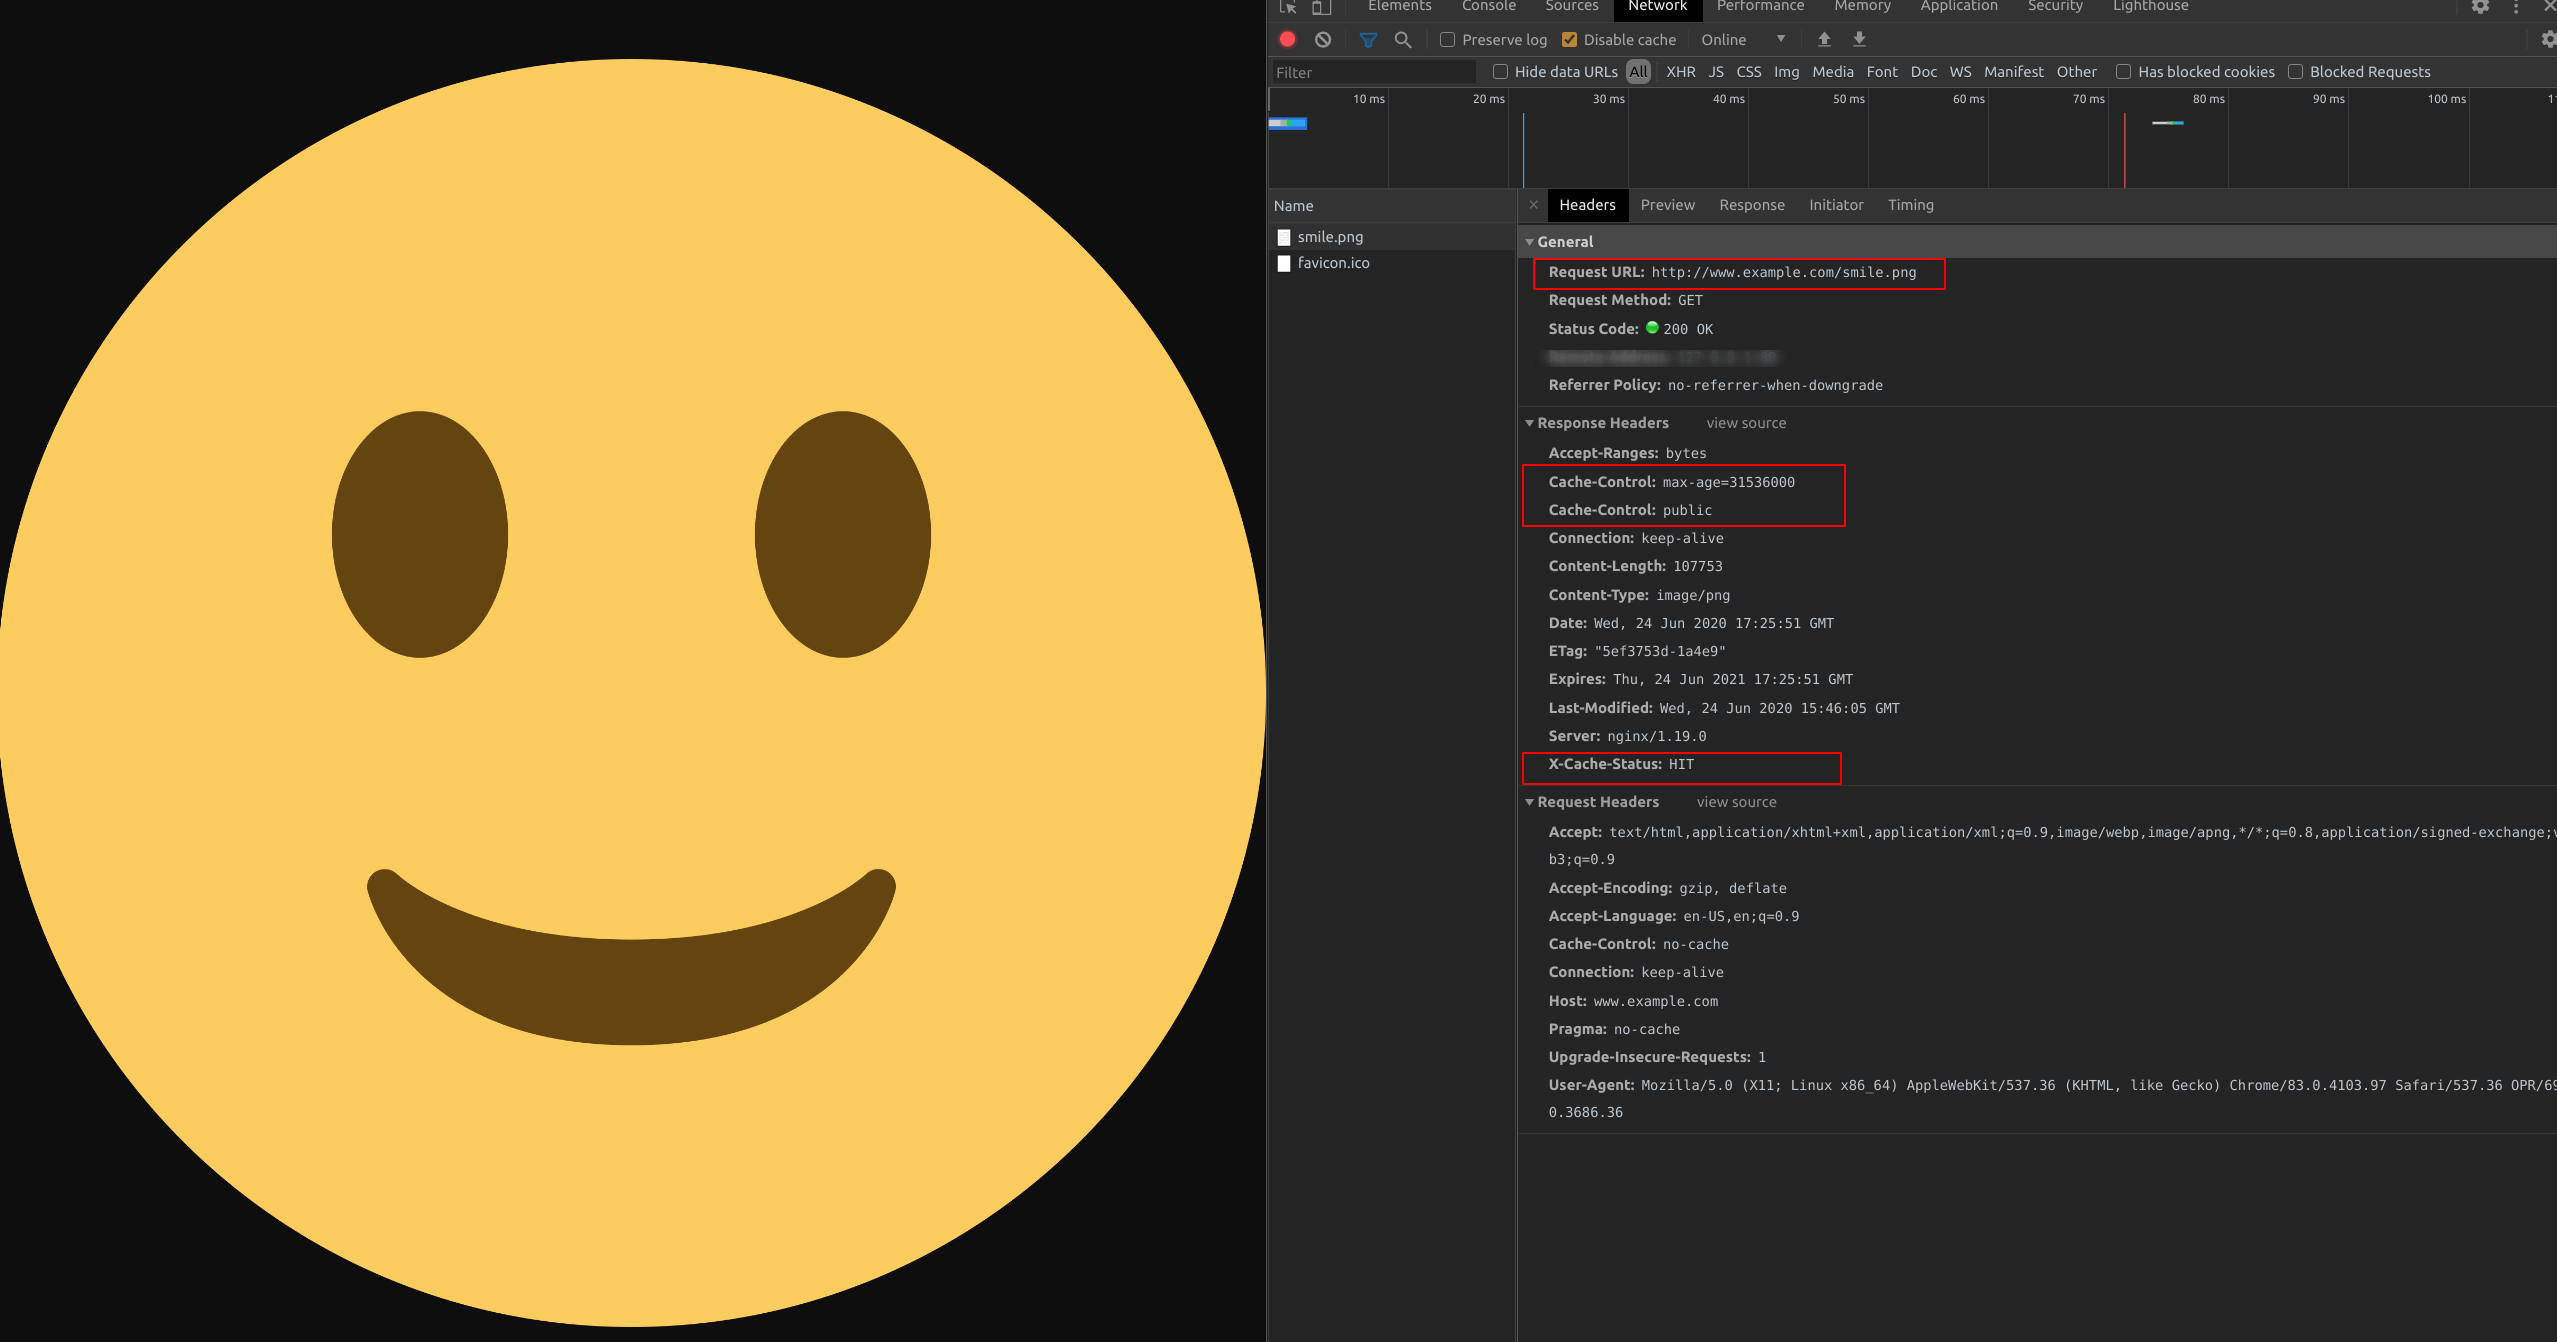 Elements Console Sources Network Performance Memory Application Security Lighthouse
Preserve log Disable cache Online
Filter Hide data URLs All XHR JS CSS Img Media Font Doc WS Manifest Other Has blocked cookies Blocked Requests
10 ms 20 ms 30 ms 40 ms 50 ms 60 ms 70 ms 80 ms 90 ms 100 ms
Name
smile.png
favicon.ico
Headers Preview Response Initiator Timing
General
Request URL: http://www.example.com/smile.png
Request Method: GET
Status Code: 200 OK
Referrer Policy: no-referrer-when-downgrade
Response Headers view source
Accept-Ranges: bytes
Cache-Control: max-age=31536000
Cache-Control: public
Connection: keep-alive
Content-Length: 107753
Content-Type: image/png
Date: Wed, 24 Jun 2020 17:25:51 GMT
ETag: "5ef3753d-1a4e9"
Expires: Thu, 24 Jun 2021 17:25:51 GMT
Last-Modified: Wed, 24 Jun 2020 15:46:05 GMT
Server: nginx/1.19.0
X-Cache-Status: HIT
Request Headers view source
Accept: text/html,application/xhtml+xml,application/xml;q=0.9,image/webp,image/apng,*/*;q=0.8,application/signed-exchange;v
b3;q=0.9
Accept-Encoding: gzip, deflate
Accept-Language: en-US,en;q=0.9
Cache-Control: no-cache
Connection: keep-alive
Host: www.example.com
Pragma: no-cache
Upgrade-Insecure-Requests: 1
User-Agent: Mozilla/5.0 (X11; Linux x86_64) AppleWebKit/537.36 (KHTML, like Gecko) Chrome/83.0.4103.97 Safari/537.36 OPR/69
0.3686.36